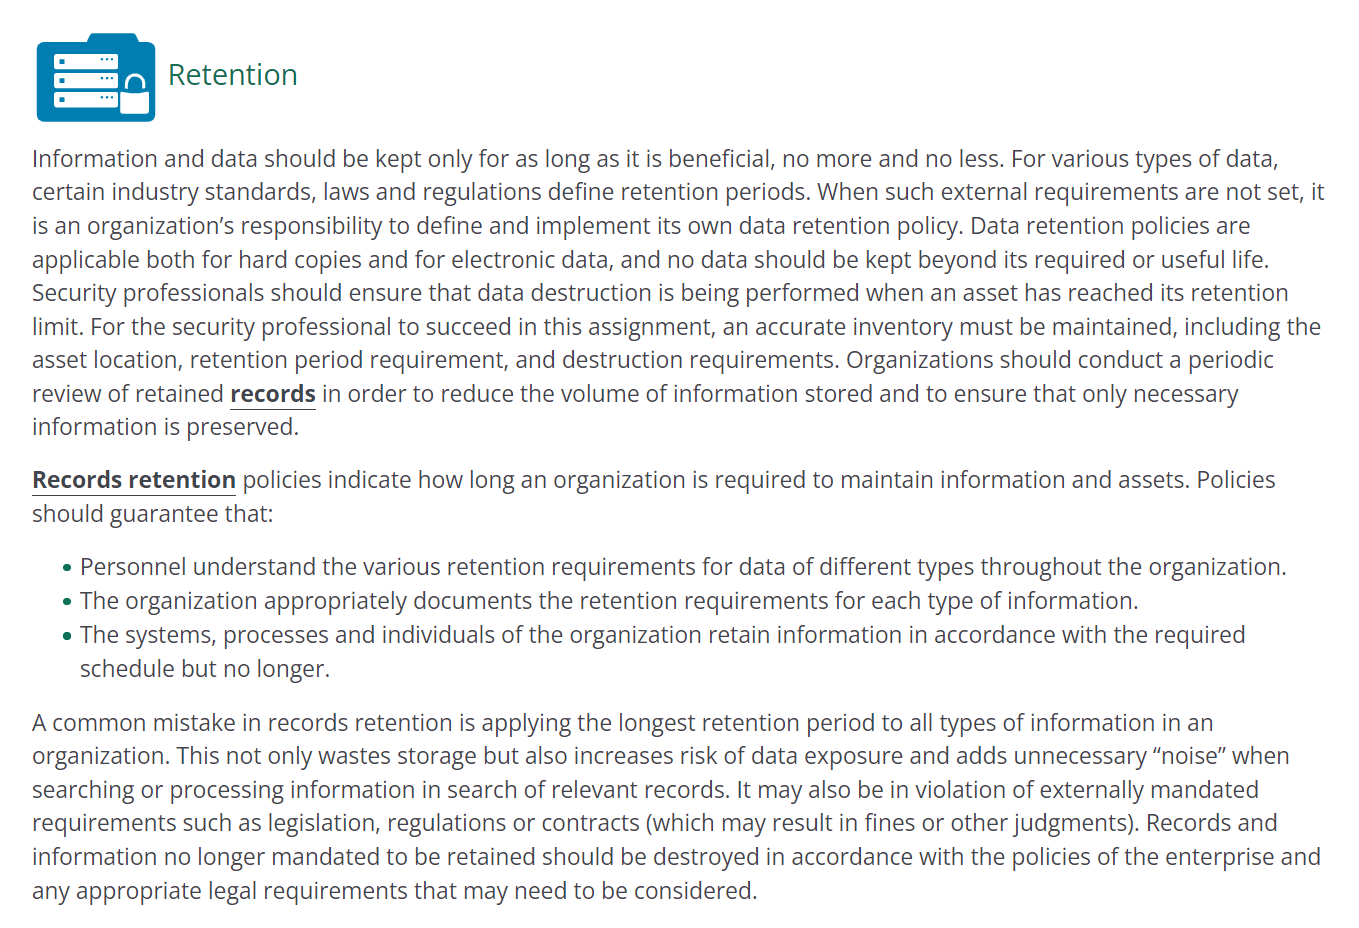 Retention
Information and data should be kept only for as long as it is beneficial, no more and no less. For various types of data,
certain industry standards, laws and regulations define retention periods. When such external requirements are not set, it
is an organization’s responsibility to define and implement its own data retention policy. Data retention policies are
applicable both for hard copies and for electronic data, and no data should be kept beyond its required or useful life.
Security professionals should ensure that data destruction is being performed when an asset has reached its retention
limit. For the security professional to succeed in this assignment, an accurate inventory must be maintained, including the
asset location, retention period requirement, and destruction requirements. Organizations should conduct a periodic
review of retained records in order to reduce the volume of information stored and to ensure that only necessary
information is preserved.
Records retention policies indicate how long an organization is required to maintain information and assets. Policies
should guarantee that:
• Personnel understand the various retention requirements for data of different types throughout the organization.
• The organization appropriately documents the retention requirements for each type of information.
• The systems, processes and individuals of the organization retain information in accordance with the required
schedule but no longer.
A common mistake in records retention is applying the longest retention period to all types of information in an
organization. This not only wastes storage but also increases risk of data exposure and adds unnecessary “noise” when
searching or processing information in search of relevant records. It may also be in violation of externally mandated
requirements such as legislation, regulations or contracts (which may result in fines or other judgments). Records and
information no longer mandated to be retained should be destroyed in accordance with the policies of the enterprise and
any appropriate legal requirements that may need to be considered.